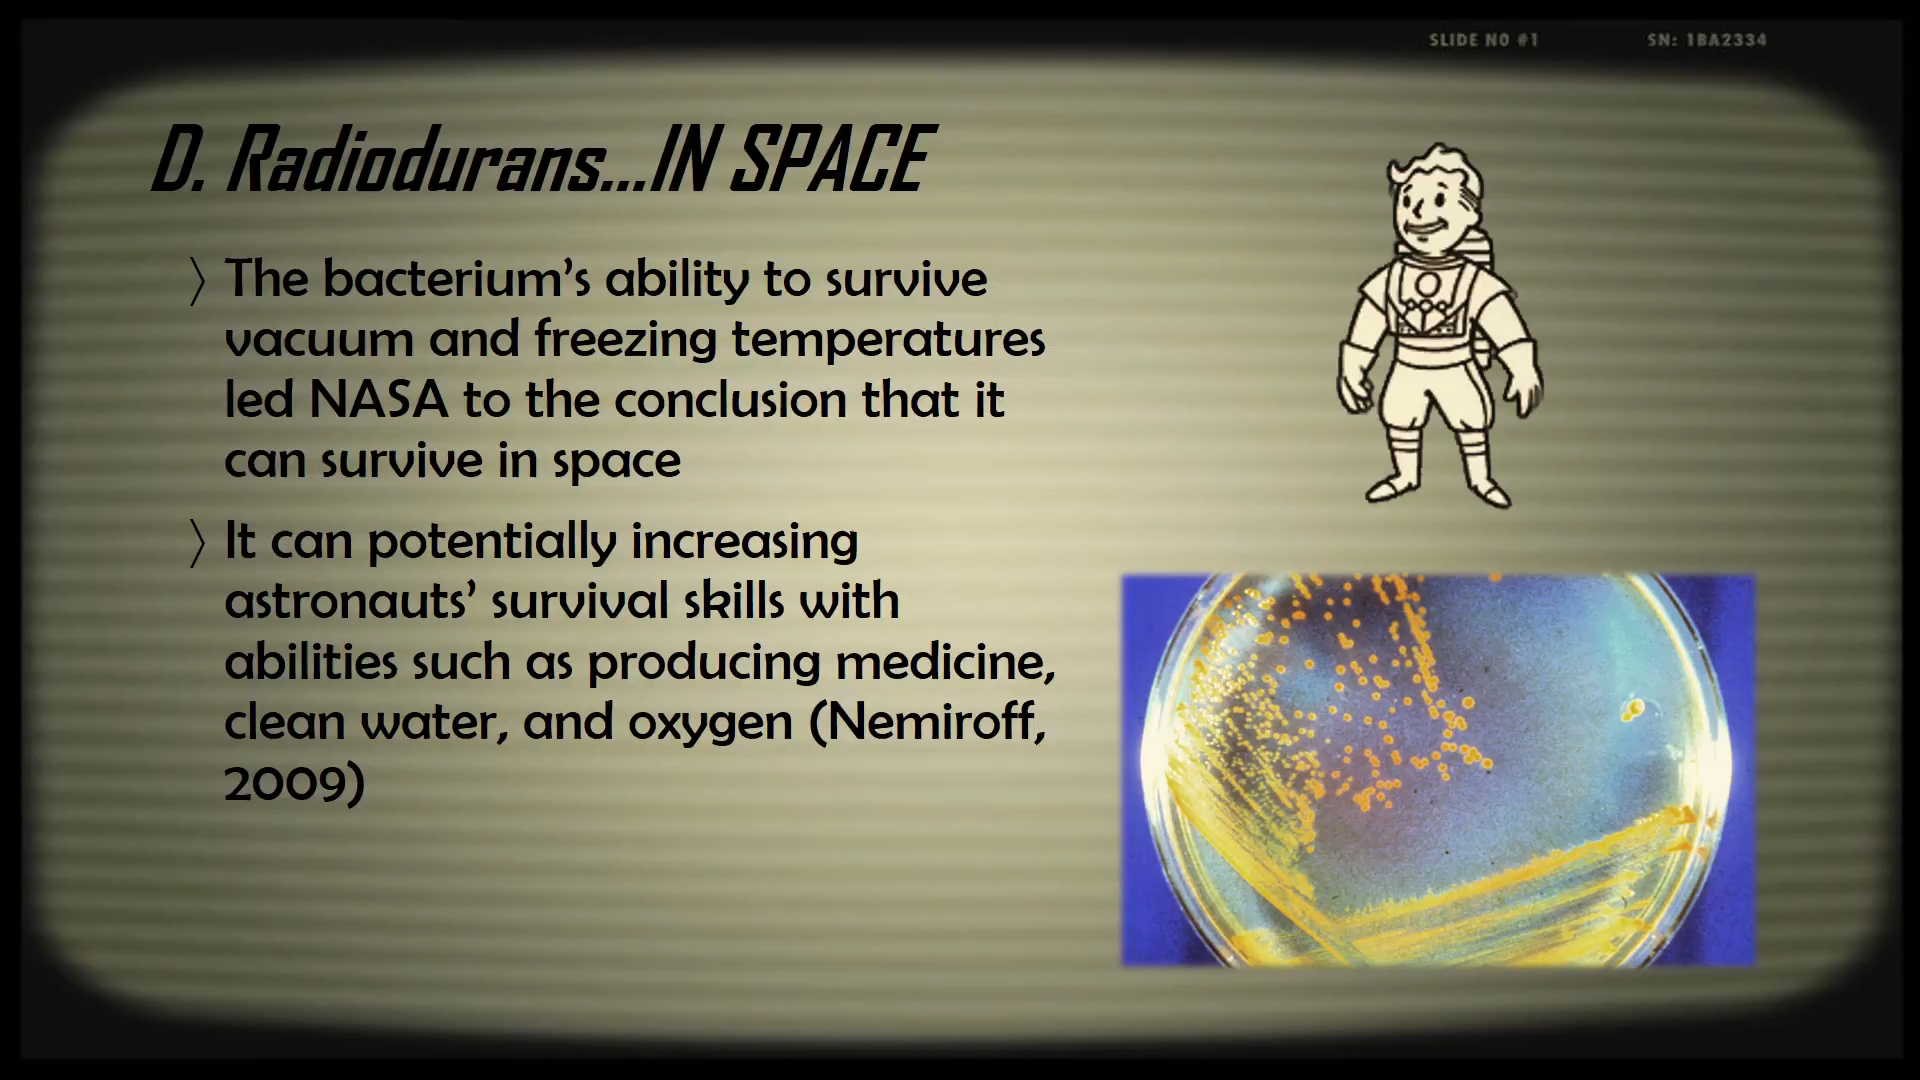 SLIDE NO #1 SN: 1BA2334
D. Radiodurans...IN SPACE
〉The bacterium’s ability to survive
vacuum and freezing temperatures
led NASA to the conclusion that it
can survive in space
〉It can potentially increasing
astronauts’ survival skills with
abilities such as producing medicine,
clean water, and oxygen (Nemiroff,
2009)